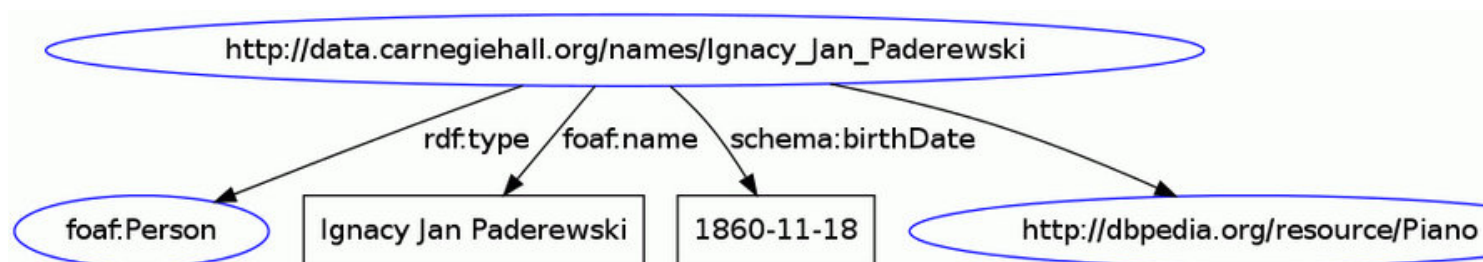 http://data.carnegiehall.org/names/Ignacy_Jan_Paderewski
rdf:type foaf:name schema:birthDate
foaf:Person Ignacy Jan Paderewski 1860-11-18 http://dbpedia.org/resource/Piano